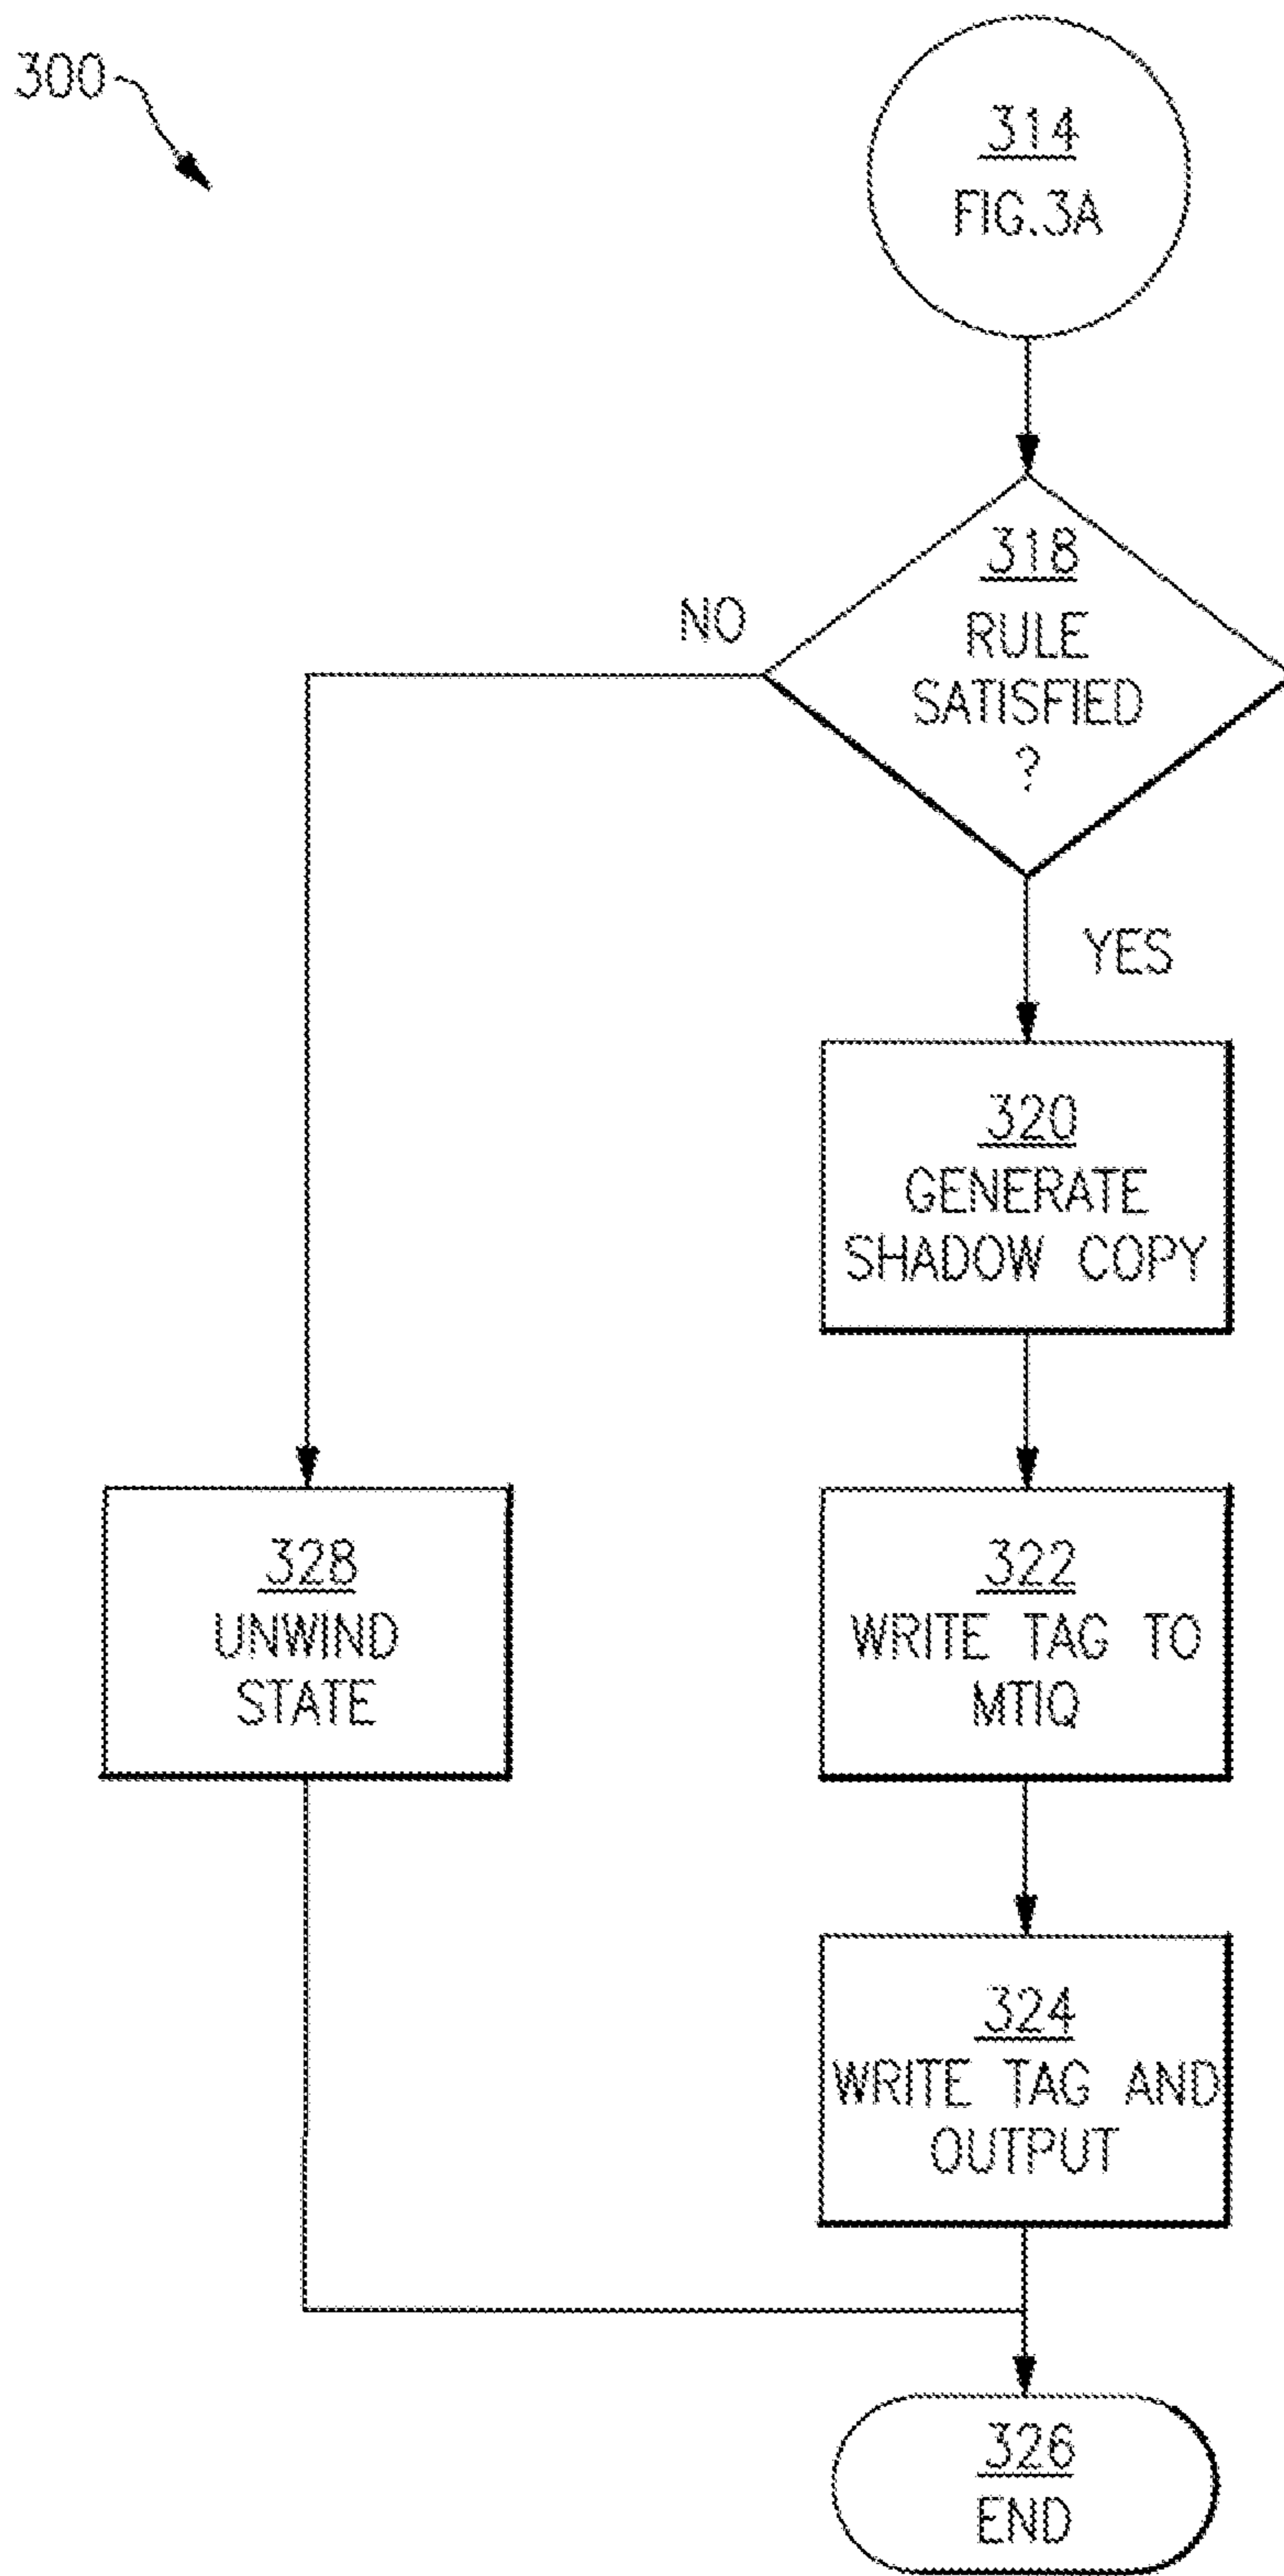 300
314
FIG.3A
318
RULE
SATISFIED
?
NO
YES
320
GENERATE
SHADOW COPY
328
UNWIND
STATE
322
WRITE TAG TO
MTIQ
324
WRITE TAG AND
OUTPUT
326
END